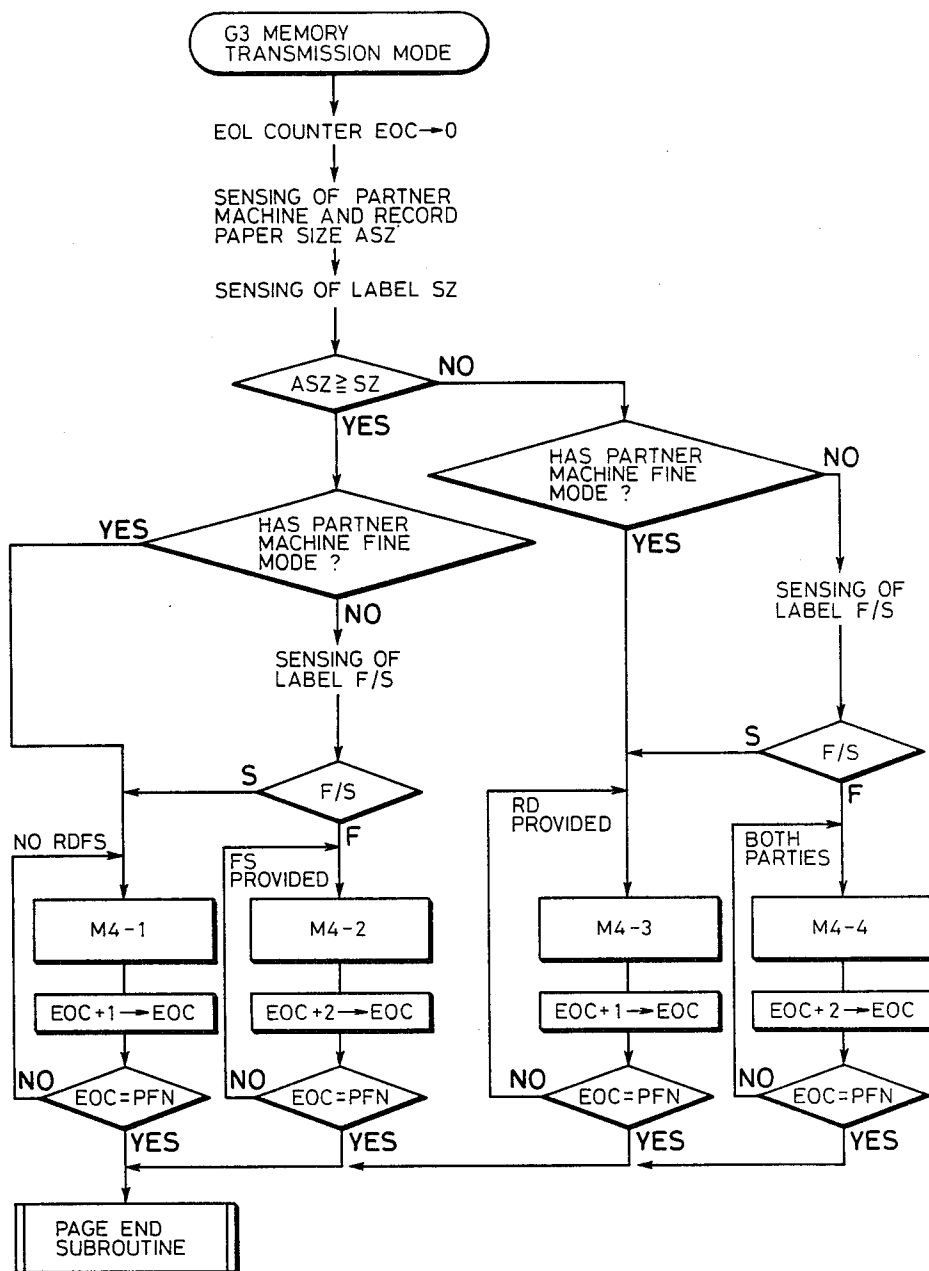 G3 MEMORY
TRANSMISSION MODE
EOL COUNTER EOC→0
SENSING OF PARTNER
MACHINE AND RECORD
PAPER SIZE ASZ
SENSING OF LABEL SZ
ASZ ≧ SZ
NO
YES
HAS PARTNER
MACHINE FINE
MODE ?
NO
YES
YES
HAS PARTNER
MACHINE FINE
MODE ?
NO
SENSING OF
LABEL F/S
SENSING OF
LABEL F/S
S
F/S
F
S
F/S
F
NO RDFS
FS
PROVIDED
RD
PROVIDED
BOTH
PARTIES
M4-1
M4-2
M4-3
M4-4
EOC+1→EOC
EOC+2→EOC
EOC+1→EOC
EOC+2→EOC
NO
EOC=PFN
YES
NO
EOC=PFN
YES
NO
EOC=PFN
YES
NO
EOC=PFN
YES
PAGE END
SUBROUTINE